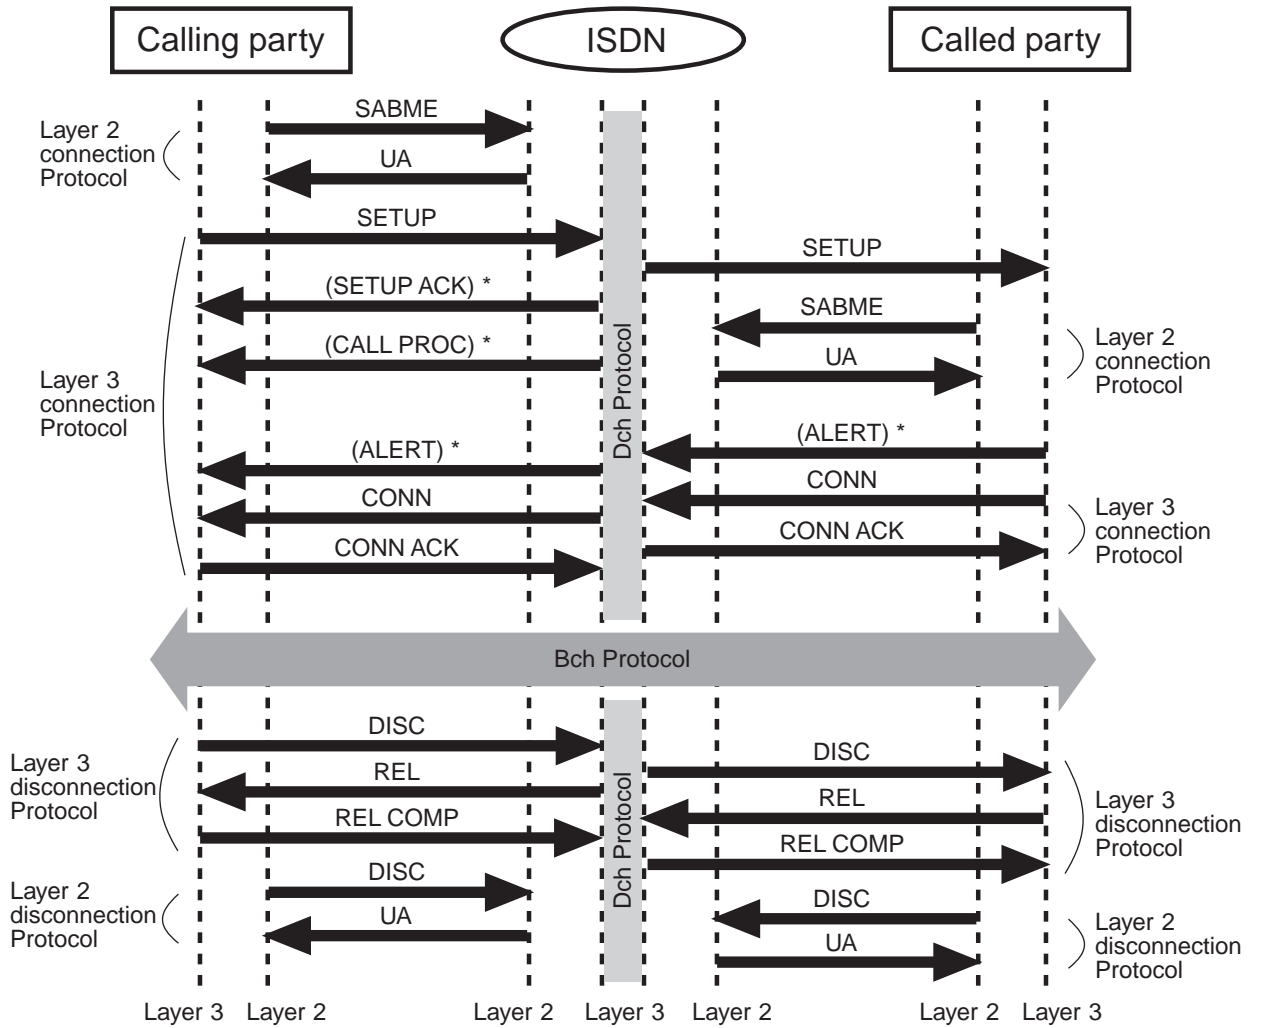 Calling party
ISDN
Called party
Layer 2
connection
Protocol
SABME
UA
SETUP
SETUP
(SETUP ACK) *
SABME
(CALL PROC) *
UA
Layer 2
connection
Protocol
Layer 3
connection
Protocol
Dch Protocol
(ALERT) *
(ALERT) *
CONN
CONN
CONN ACK
CONN ACK
Layer 3
connection
Protocol
Bch Protocol
DISC
DISC
Layer 3
disconnection
Protocol
REL
REL
REL COMP
REL COMP
Layer 3
disconnection
Protocol
Dch Protocol
Layer 2
disconnection
Protocol
DISC
DISC
UA
UA
Layer 2
disconnection
Protocol
Layer 3
Layer 2
Layer 2
Layer 3
Layer 2
Layer 2
Layer 3